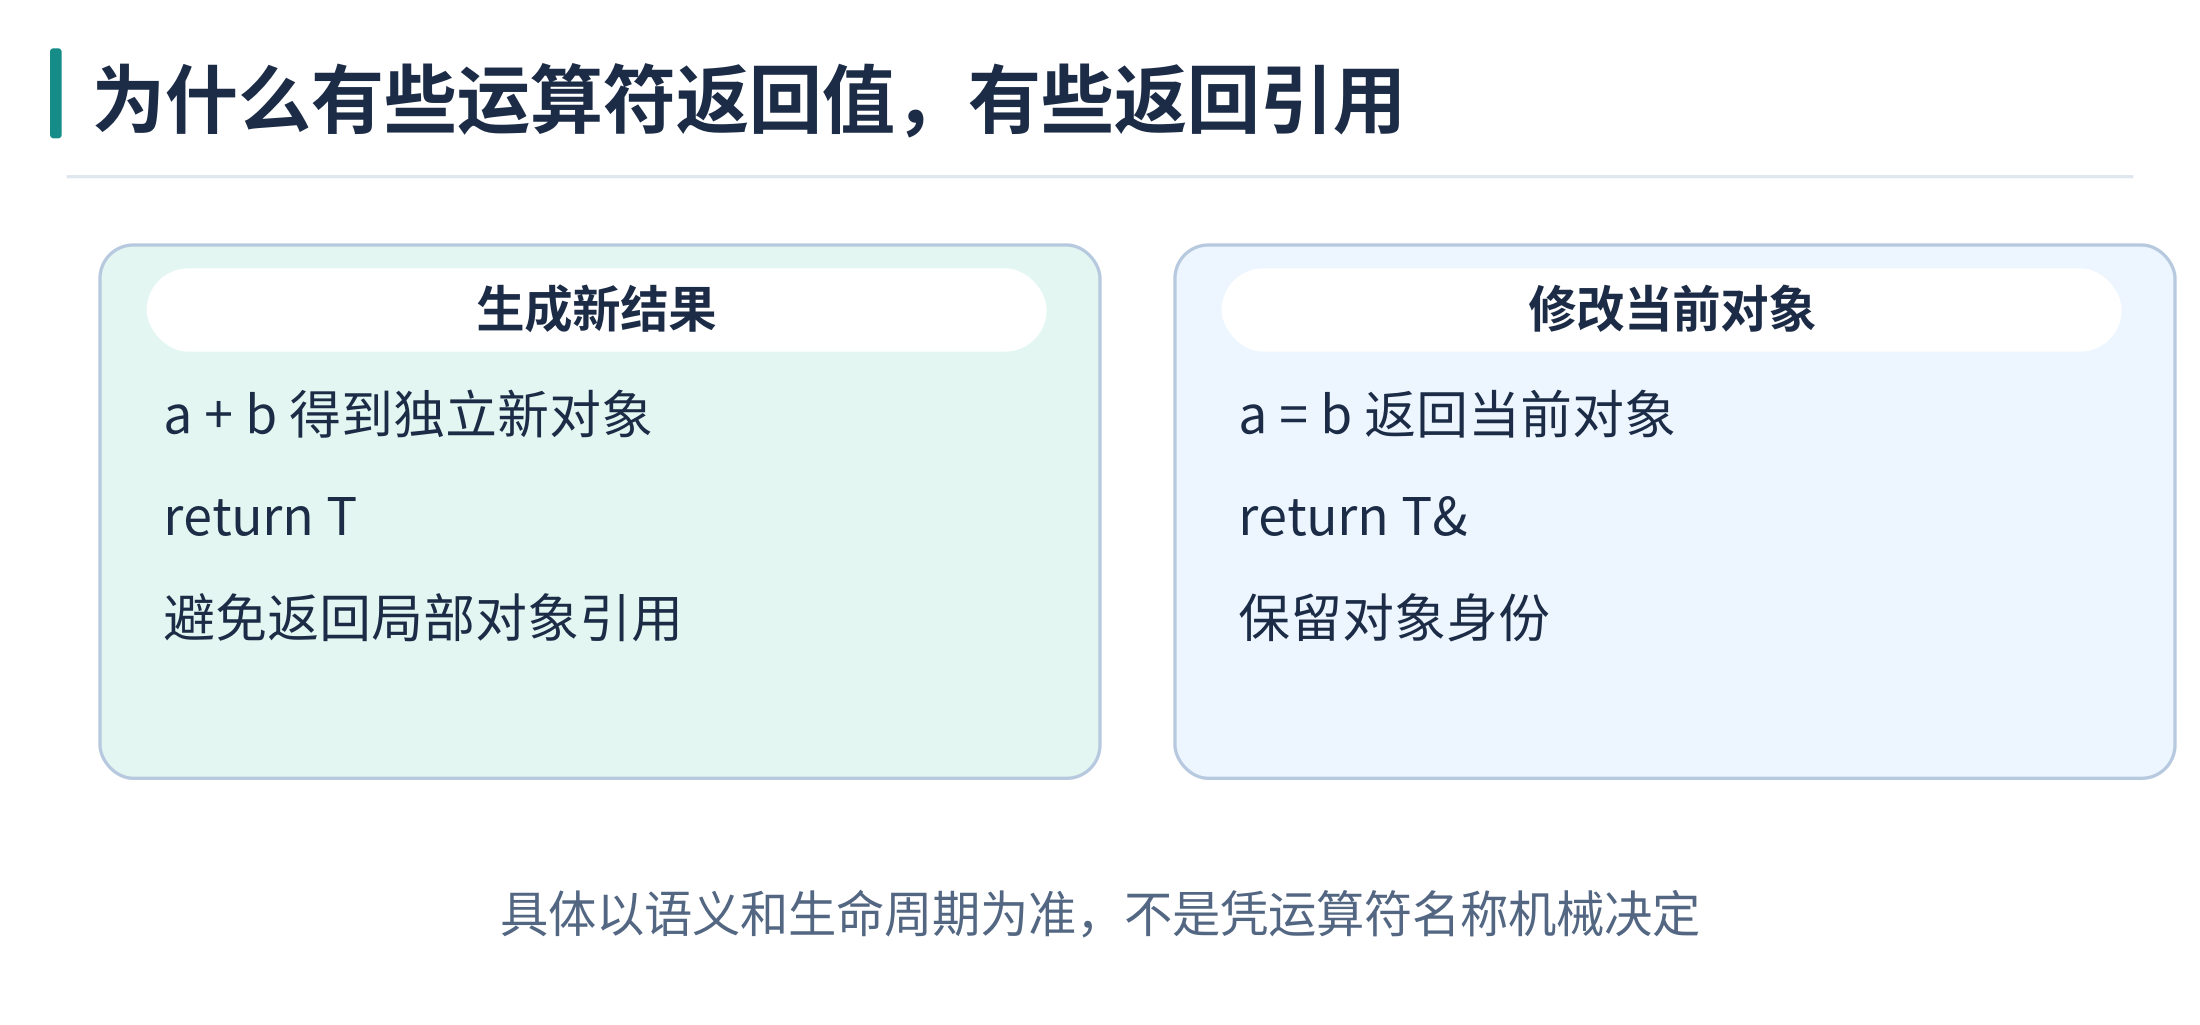 为什么有些运算符返回值，有些返回引用
生成新结果
a + b 得到独立新对象
return T
避免返回局部对象引用
修改当前对象
a = b 返回当前对象
return T&
保留对象身份
具体以语义和生命周期为准，不是凭运算符名称机械决定